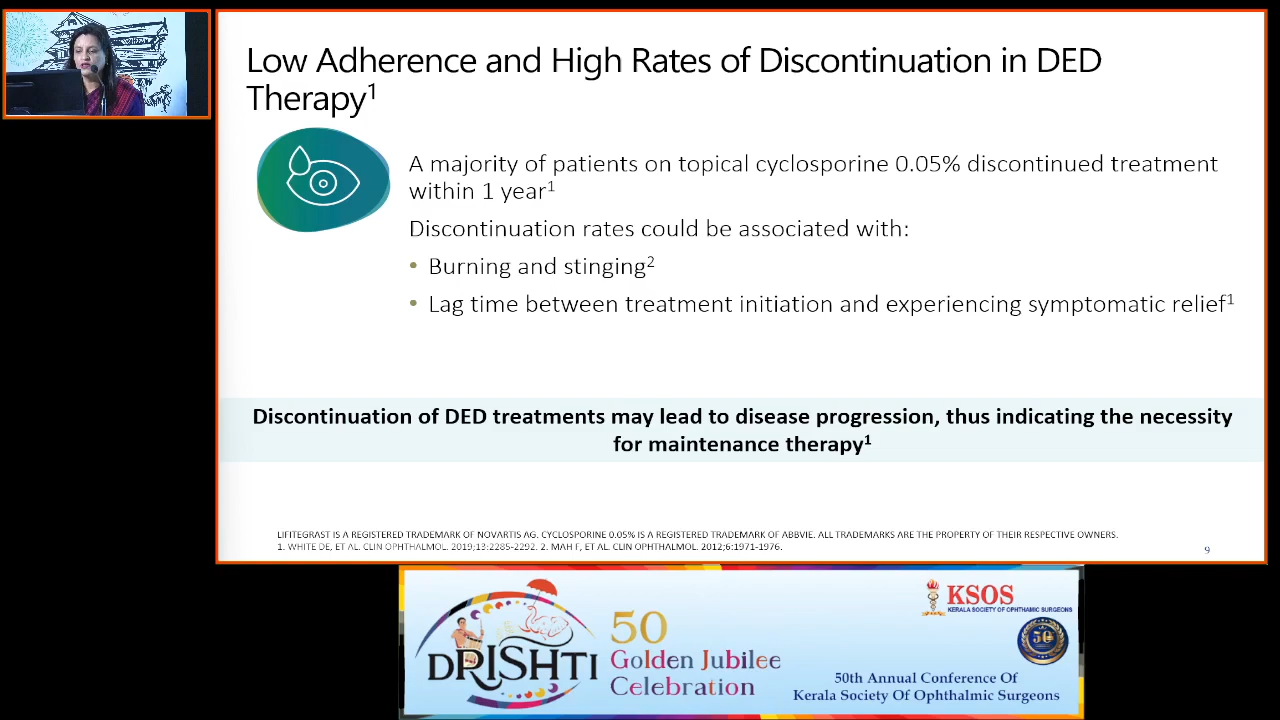 Low Adherence and High Rates of Discontinuation in DED
Therapy¹
A majority of patients on topical cyclosporine 0.05% discontinued treatment
within 1 year¹
Discontinuation rates could be associated with:
• Burning and stinging²
• Lag time between treatment initiation and experiencing symptomatic relief¹
Discontinuation of DED treatments may lead to disease progression, thus indicating the necessity
for maintenance therapy¹
LIFITEGRAST IS A REGISTERED TRADEMARK OF NOVARTIS AG. CYCLOSPORINE 0.05% IS A REGISTERED TRADEMARK OF ABBVIE. ALL TRADEMARKS ARE THE PROPERTY OF THEIR RESPECTIVE OWNERS.
1. WHITE DE, ET AL. CLIN OPHTHALMOL. 2019;13:2285-2292. 2. MAH F, ET AL. CLIN OPHTHALMOL. 2012;6:1971-1976.
9
DRISHTI
50
Golden Jubilee
Celebration
KSOS
KERALA SOCIETY OF OPHTHAMIC SURGEONS
50
50th Annual Conference Of
Kerala Society Of Ophthalmic Surgeons